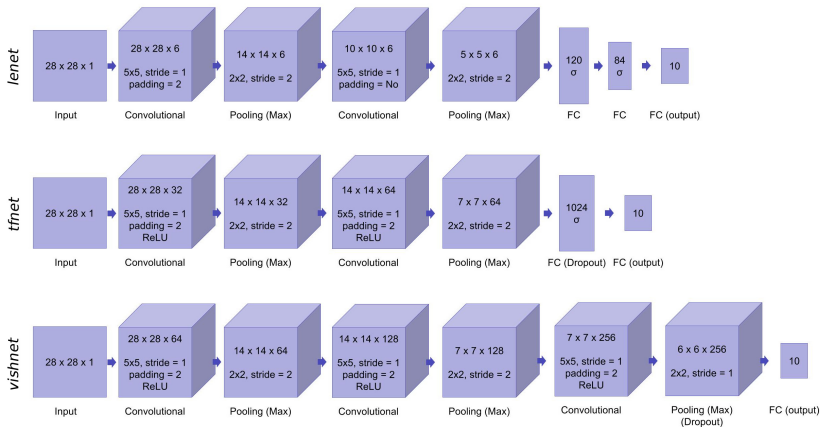 lenet
28 x 28 x 1
Input
28 x 28 x 6
5x5, stride = 1
padding = 2
Convolutional
14 x 14 x 6
2x2, stride = 2
Pooling (Max)
10 x 10 x 6
5x5, stride = 1
padding = No
Convolutional
5 x 5 x 6
2x2, stride = 2
Pooling (Max)
120
σ
FC
84
σ
FC
10
FC (output)
tfnet
28 x 28 x 1
Input
28 x 28 x 32
5x5, stride = 1
padding = 2
ReLU
Convolutional
14 x 14 x 32
2x2, stride = 2
Pooling (Max)
14 x 14 x 64
5x5, stride = 1
padding = 2
ReLU
Convolutional
7 x 7 x 64
2x2, stride = 2
Pooling (Max)
1024
σ
FC (Dropout)
10
FC (output)
vishnet
28 x 28 x 1
Input
28 x 28 x 64
5x5, stride = 1
padding = 2
ReLU
Convolutional
14 x 14 x 64
2x2, stride = 2
Pooling (Max)
14 x 14 x 128
5x5, stride = 1
padding = 2
ReLU
Convolutional
7 x 7 x 128
2x2, stride = 2
Pooling (Max)
7 x 7 x 256
5x5, stride = 1
padding = 2
ReLU
Convolutional
6 x 6 x 256
2x2, stride = 1
Pooling (Max)
(Dropout)
10
FC (output)